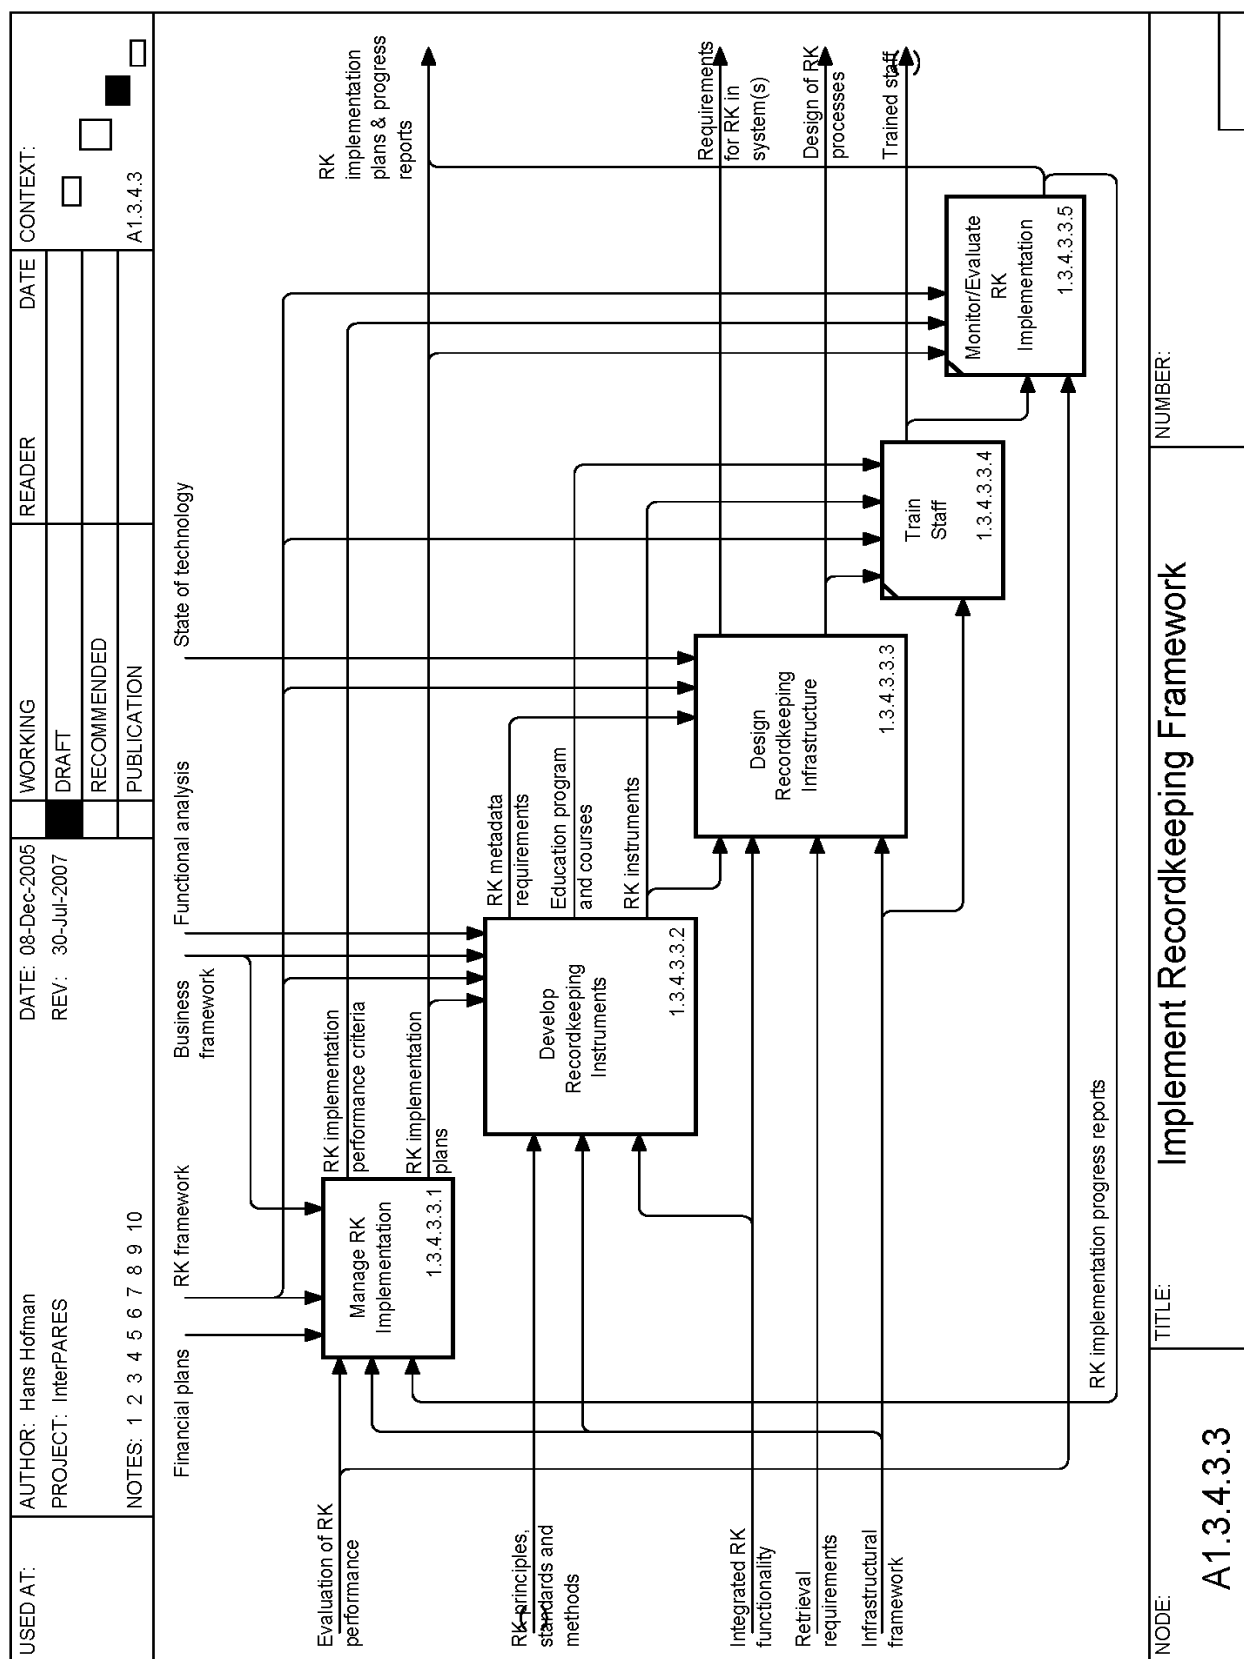 USED AT:
AUTHOR: Hans Hofman
PROJECT: InterPARES
NOTES: 1 2 3 4 5 6 7 8 9 10
DATE: 08-Dec-2005
REV: 30-Jul-2007
WORKING
DRAFT
RECOMMENDED
PUBLICATION
READER
DATE
CONTEXT:
A1.3.4.3
Financial plans
RK framework
Business
framework
Functional analysis
State of technology
Evaluation of RK
performance
RK principles,
standards and
methods
Integrated RK
functionality
Retrieval
requirements
Infrastructural
framework
Manage RK
Implementation
1.3.4.3.3.1
RK implementation
performance criteria
RK implementation
plans
Develop
Recordkeeping
Instruments
1.3.4.3.3.2
RK metadata
requirements
Education program
and courses
RK instruments
Design
Recordkeeping
Infrastructure
1.3.4.3.3.3
Train
Staff
1.3.4.3.3.4
Monitor/Evaluate
RK
Implementation
1.3.4.3.3.5
RK
implementation
plans & progress
reports
Requirements
for RK in
system(s)
Design of RK
processes
Trained staff
RK implementation progress reports
NODE:
A1.3.4.3.3
TITLE:
Implement Recordkeeping Framework
NUMBER: